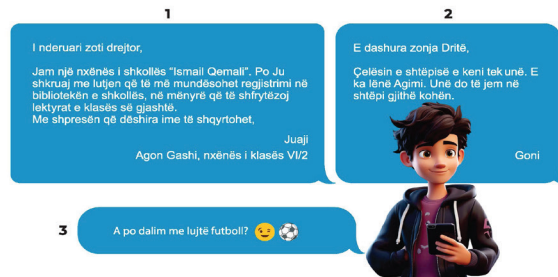 1
I nderuari zoti drejtor,
Jam një nxënës i shkollës "Ismail Qemali". Po Ju
shkruaj me lutjen që të më mundësohet regjistrimi në
bibliotekën e shkollës, në mënyrë që të shfrytëzoj
lektyrat e klasës së gjashtë.
Me shpresën që dëshira ime të shqyrtohet,
Juaji
Agon Gashi, nxënës i klasës VI/2
2
E dashura zonja Dritë,
Çelësin e shtëpisë e keni tek unë. E
ka lënë Agimi. Unë do të jem në
shtëpi gjithë kohën.
Goni
3
A po dalim me lujtë futboll? 😉 ⚽